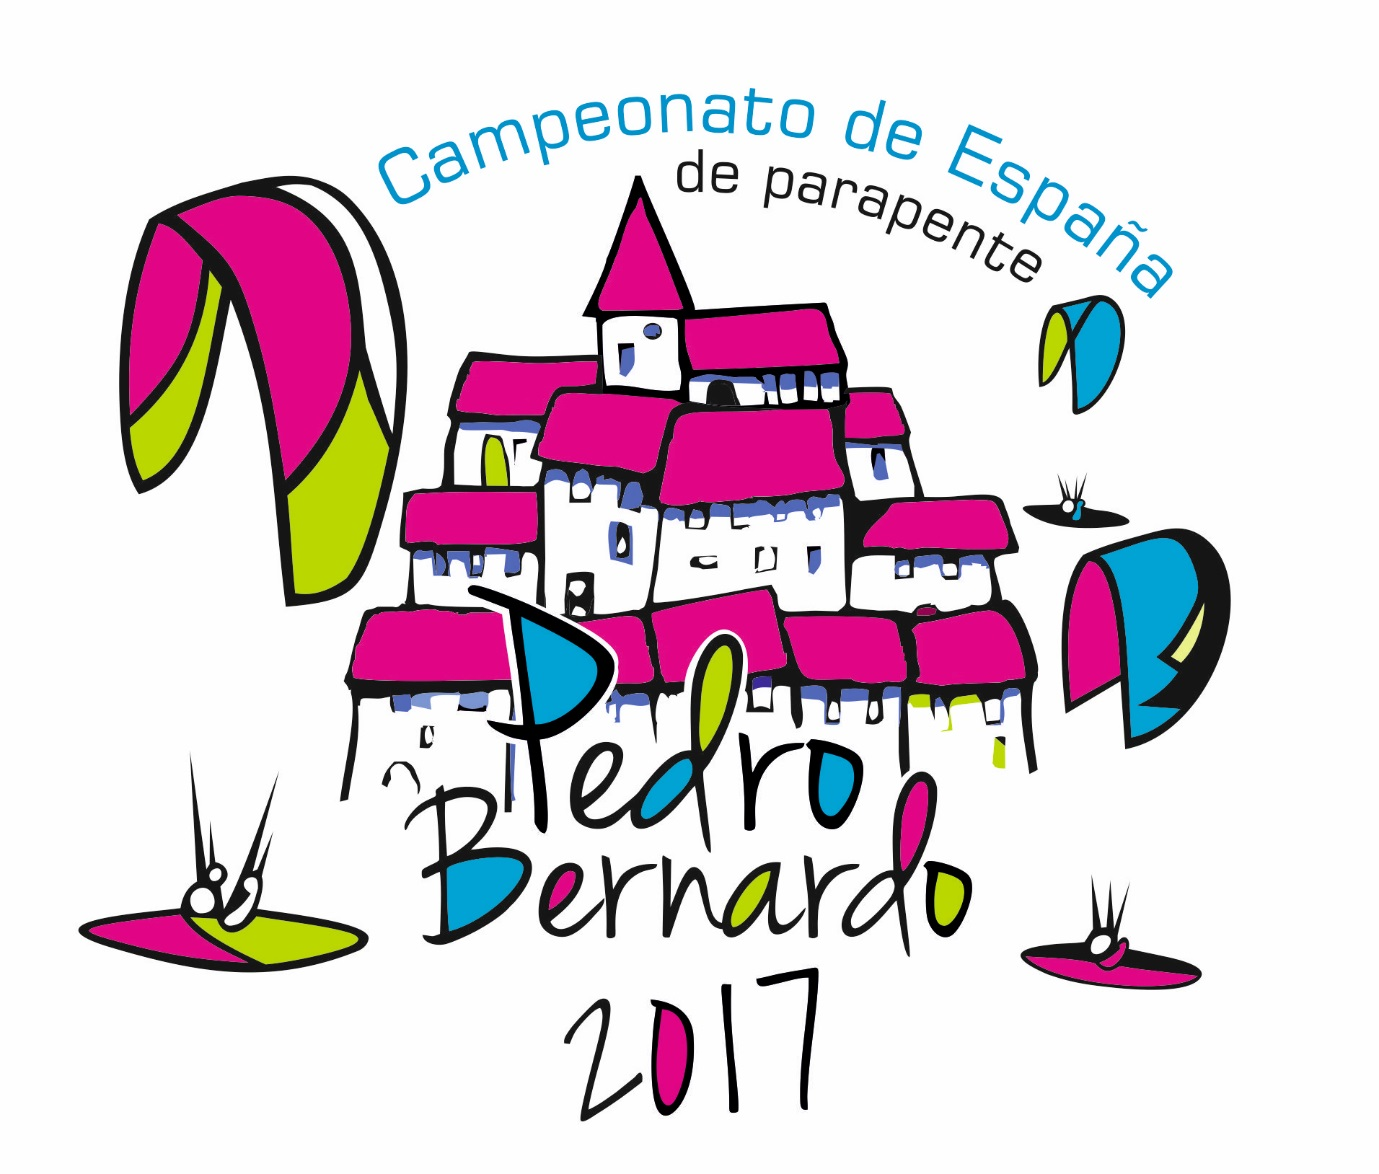 Campeonato de España
de parapente
Pedro
Bernardo
2017